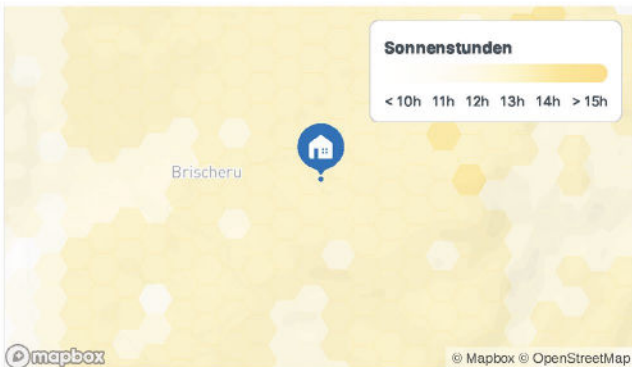 Sonnenstunden
< 10h 11h 12h 13h 14h > 15h
Brischeru
mapbox
© Mapbox © OpenStreetMap